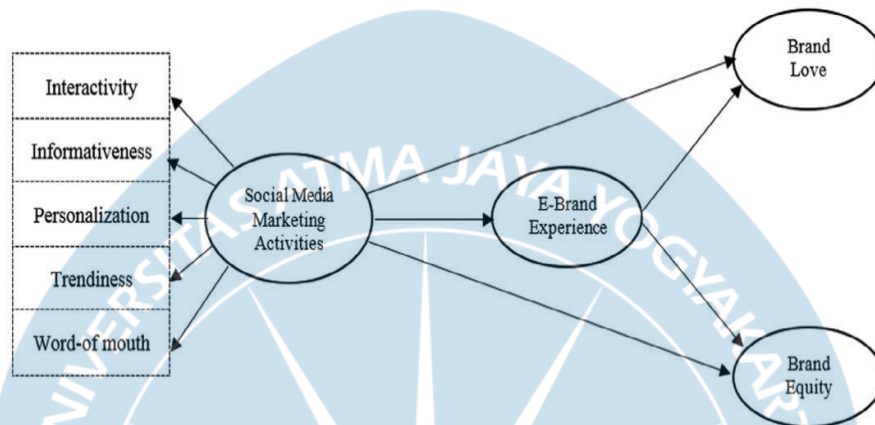 Interactivity
Informativeness
Personalization
Trendiness
Word-of mouth
Social Media
Marketing
Activities
E-Brand
Experience
Brand
Love
Brand
Equity
UNIVERSITAS ATMA JAYA YOGYAKARTA